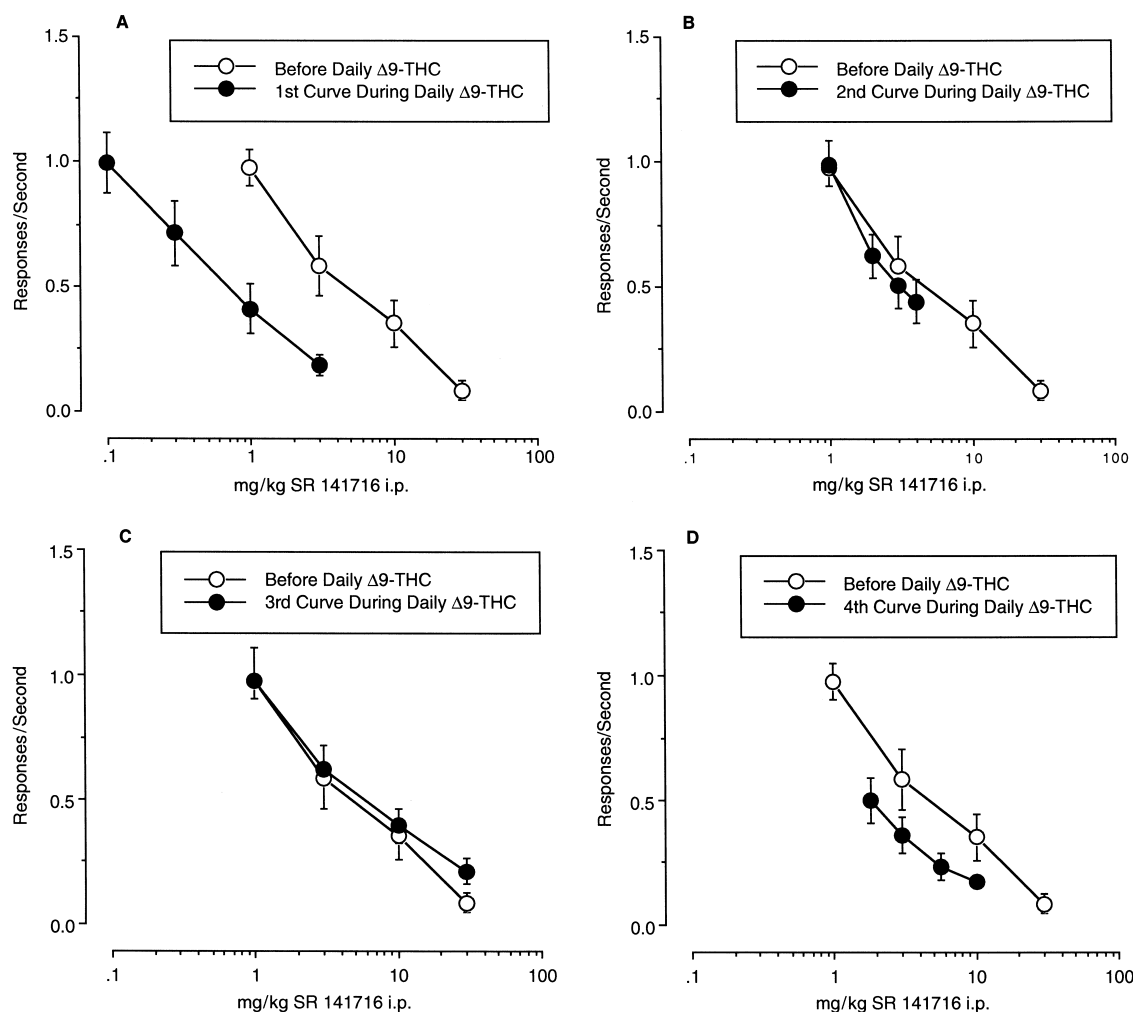 A
Before Daily Δ9-THC
1st Curve During Daily Δ9-THC
1.5
1.0
0.5
0.0
Responses/Second
.1 1 10 100
mg/kg SR 141716 i.p.
B
Before Daily Δ9-THC
2nd Curve During Daily Δ9-THC
1.5
1.0
0.5
0.0
Responses/Second
.1 1 10 100
mg/kg SR 141716 i.p.
C
Before Daily Δ9-THC
3rd Curve During Daily Δ9-THC
1.5
1.0
0.5
0.0
Responses/Second
.1 1 10 100
mg/kg SR 141716 i.p.
D
Before Daily Δ9-THC
4th Curve During Daily Δ9-THC
1.5
1.0
0.5
0.0
Responses/Second
.1 1 10 100
mg/kg SR 141716 i.p.